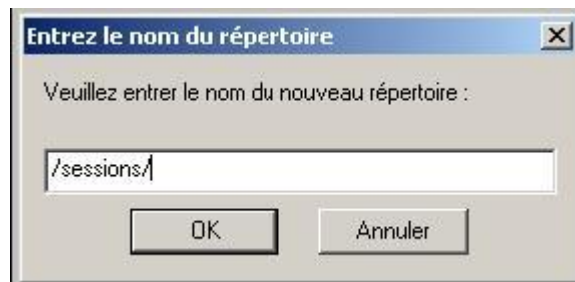 Entrez le nom du répertoire
Veuillez entrer le nom du nouveau répertoire :
/sessions/
OK
Annuler